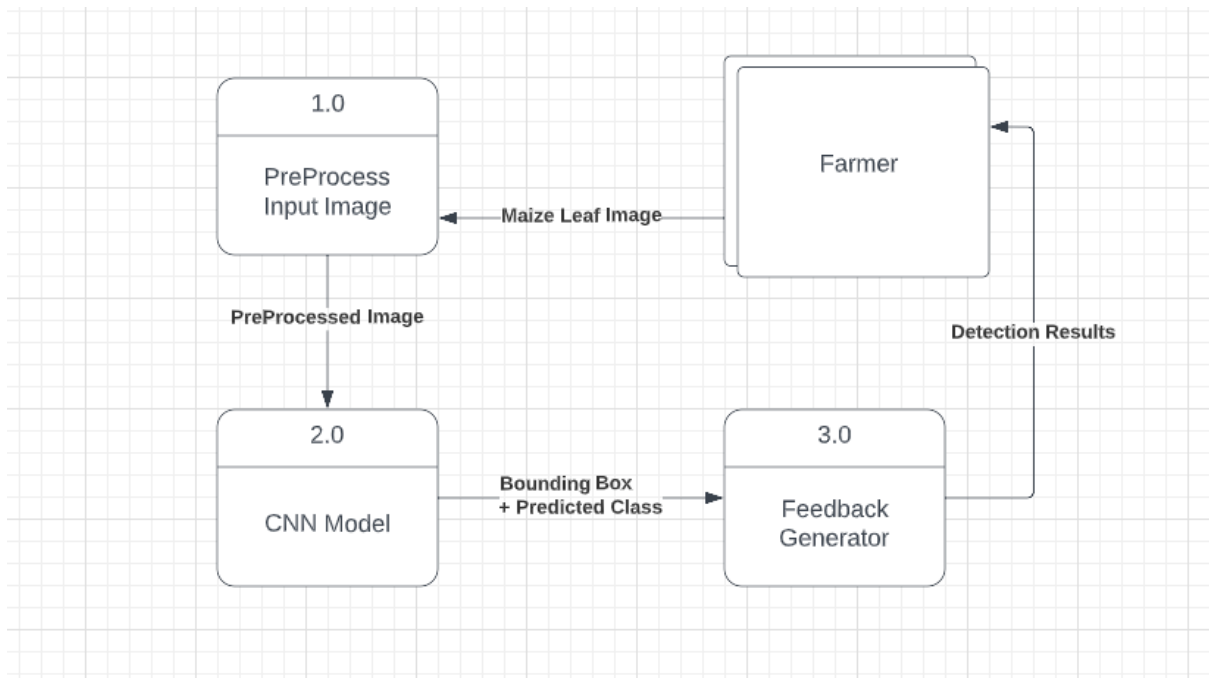 1.0
PreProcess
Input Image
Farmer
Maize Leaf Image
PreProcessed Image
Detection Results
2.0
CNN Model
Bounding Box
+ Predicted Class
3.0
Feedback
Generator